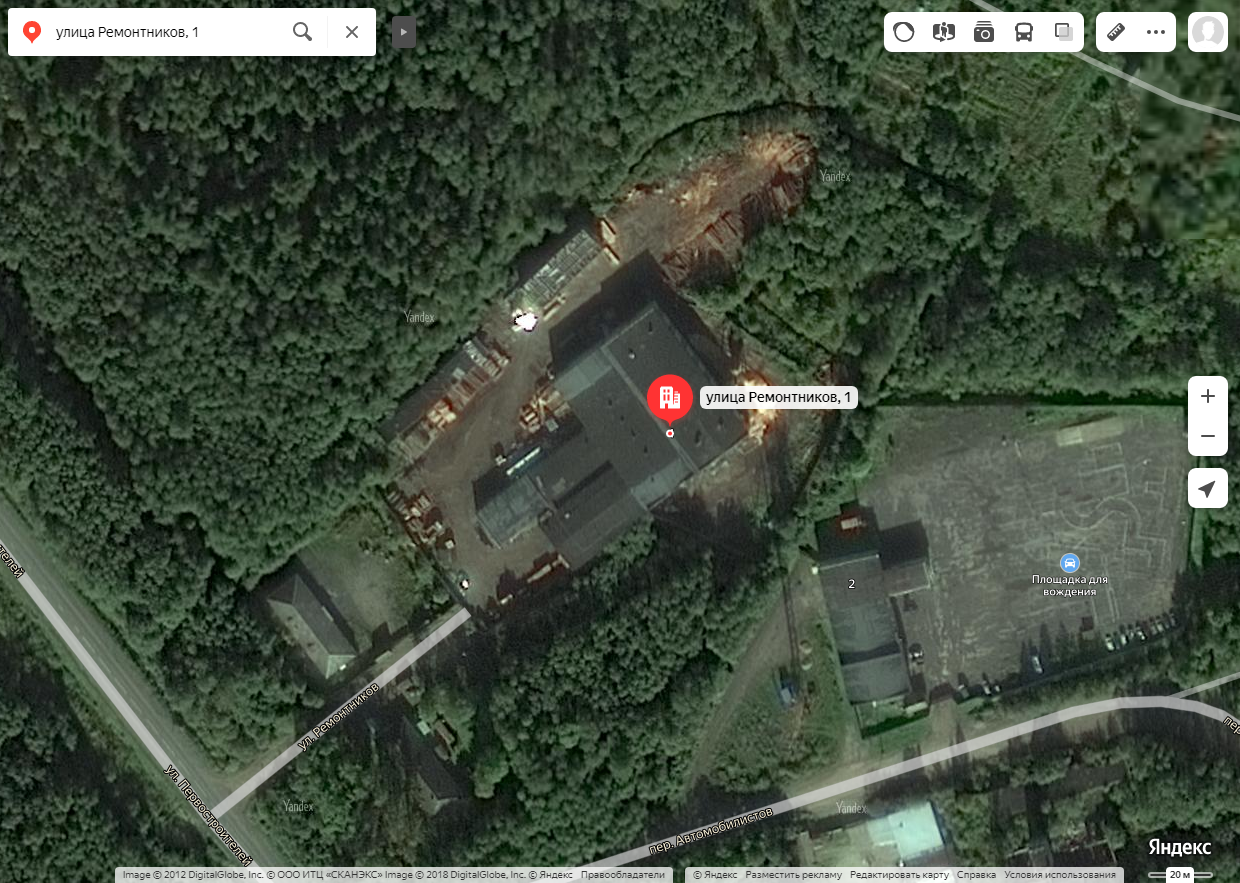 улица Ремонтников, 1
Yandex
Yandex
улица Ремонтников, 1
ителей
2
Площадка для
вождения
ул. Ремонтников
ул. Первостроителей
пер. Автомобилистов
пер
Yandex
Yandex
Яндекс
Image © 2012 DigitalGlobe, Inc. © ООО ИТЦ «СКАНЭКС» Image © 2018 DigitalGlobe, Inc. © Яндекс Правообладатели
© Яндекс Разместить рекламу Редактировать карту Справка Условия использования
20 м